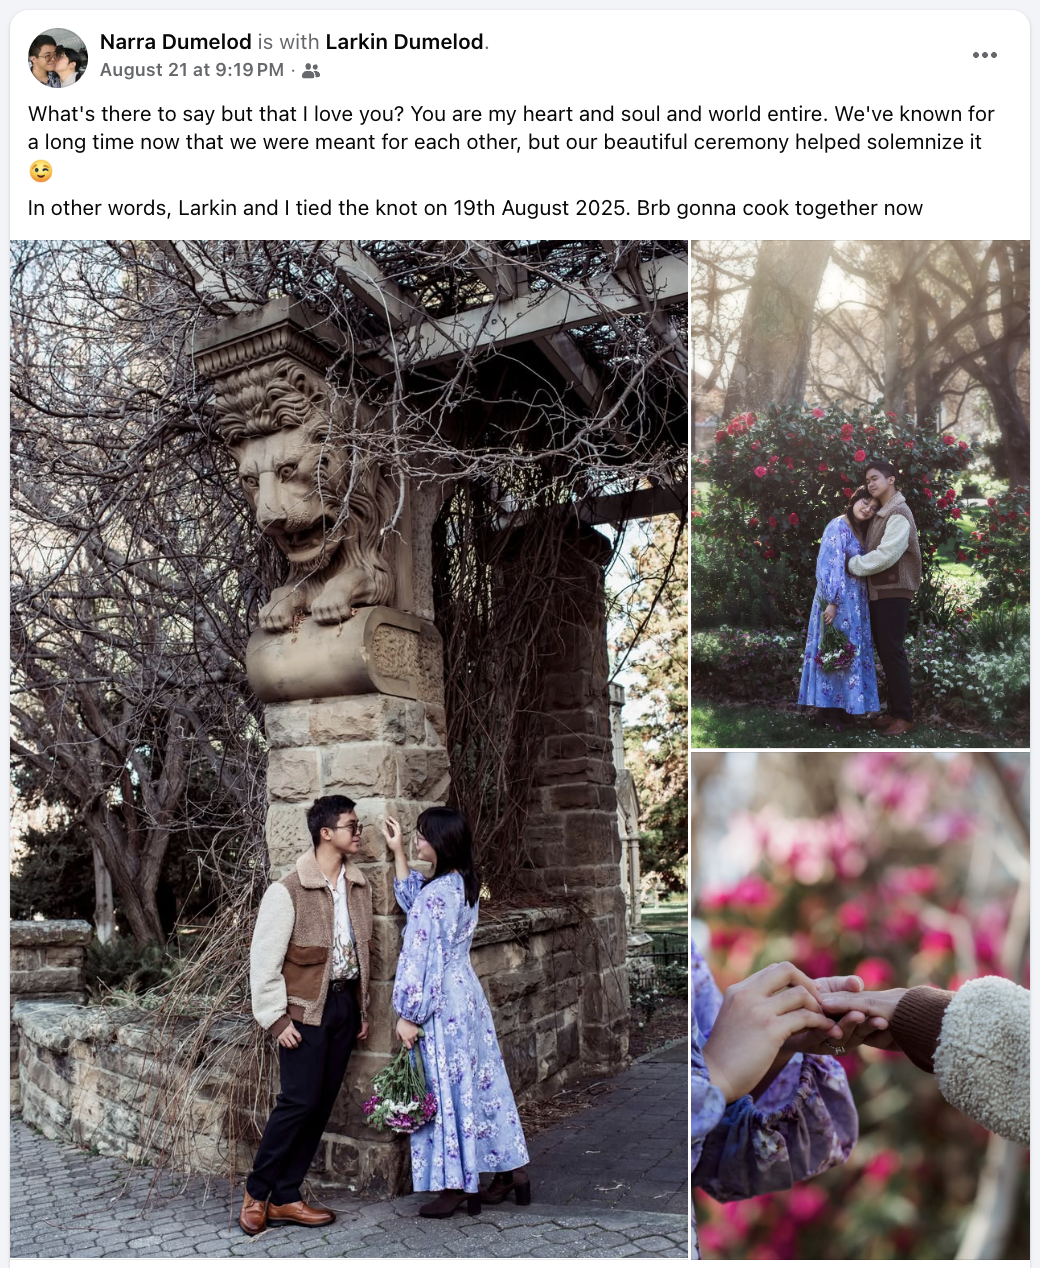 Narra Dumelod is with Larkin Dumelod.
August 21 at 9:19 PM ·
What's there to say but that I love you? You are my heart and soul and world entire. We've known for
a long time now that we were meant for each other, but our beautiful ceremony helped solemnize it
😉
In other words, Larkin and I tied the knot on 19th August 2025. Brb gonna cook together now